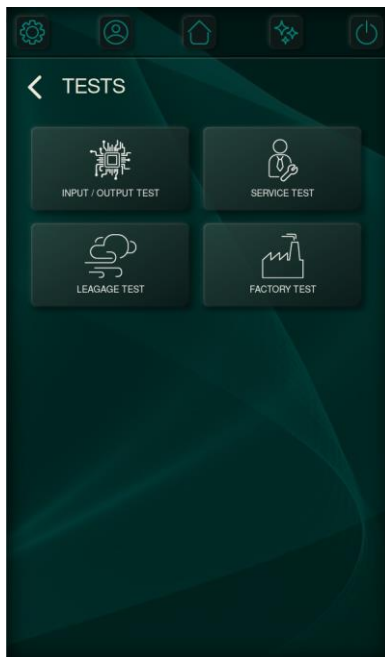 TESTS
INPUT / OUTPUT TEST
SERVICE TEST
LEAGAGE TEST
FACTORY TEST